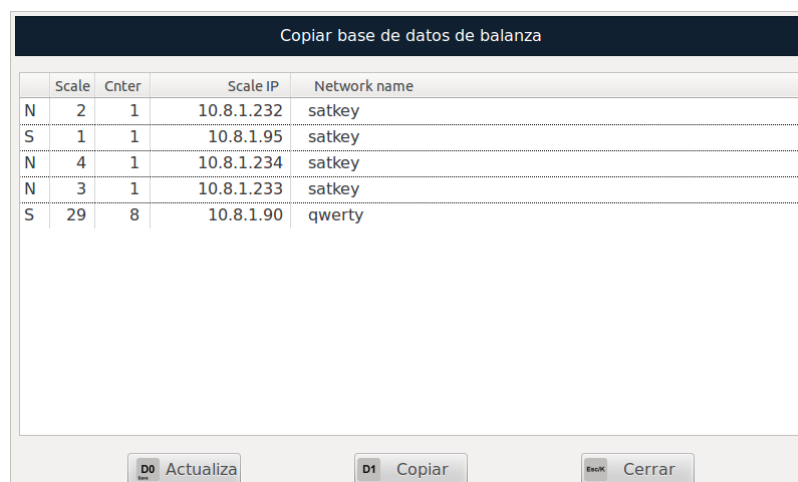 Copiar base de datos de balanza
Scale Cnter Scale IP Network name
N 2 1 10.8.1.232 satkey
S 1 1 10.8.1.95 satkey
N 4 1 10.8.1.234 satkey
N 3 1 10.8.1.233 satkey
S 29 8 10.8.1.90 qwerty
D0 Actualiza D1 Copiar Esc/K Cerrar